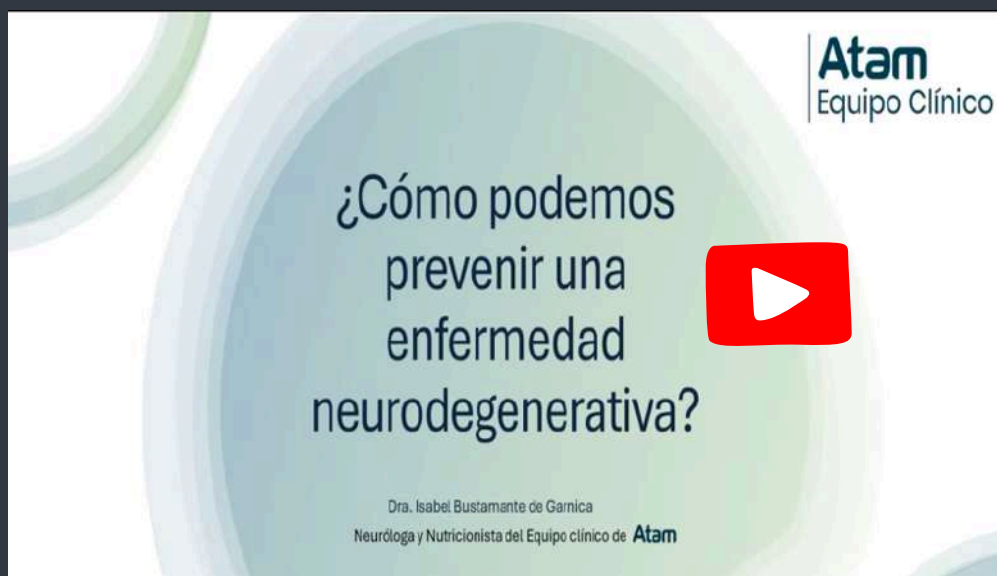 Atam
Equipo Clínico
¿Cómo podemos
prevenir una
enfermedad
neurodegenerativa?
Dra. Isabel Bustamante de Garnica
Neuróloga y Nutricionista del Equipo clínico de Atam